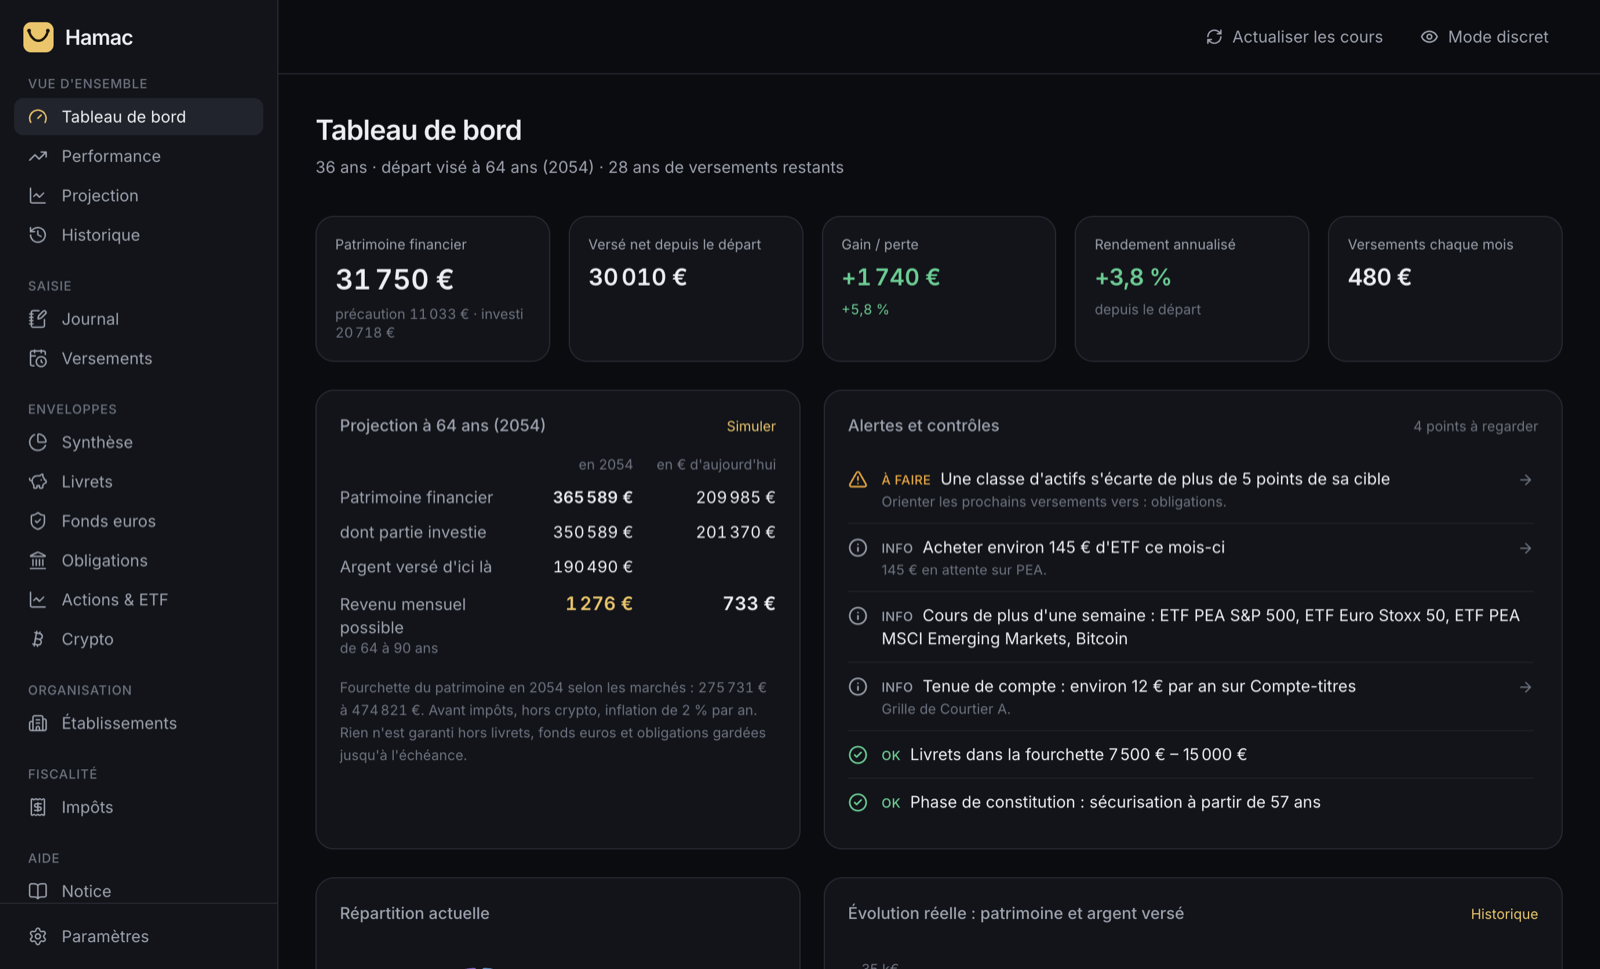 Hamac
VUE D'ENSEMBLE
Tableau de bord
Performance
Projection
Historique
SAISIE
Journal
Versements
ENVELOPPES
Synthèse
Livrets
Fonds euros
Obligations
Actions & ETF
Crypto
ORGANISATION
Établissements
FISCALITÉ
Impôts
AIDE
Notice
Paramètres
Actualiser les cours
Mode discret
Tableau de bord
36 ans · départ visé à 64 ans (2054) · 28 ans de versements restants
Patrimoine financier
31 750 €
précaution 11 033 € · investi
20 718 €
Versé net depuis le départ
30 010 €
Gain / perte
+1 740 €
+5,8 %
Rendement annualisé
+3,8 %
depuis le départ
Versements chaque mois
480 €
Projection à 64 ans (2054)
Simuler
en 2054 en € d'aujourd'hui
Patrimoine financier 365 589 € 209 985 €
dont partie investie 350 589 € 201 370 €
Argent versé d'ici là 190 490 €
Revenu mensuel 1 276 € 733 €
possible
de 64 à 90 ans
Fourchette du patrimoine en 2054 selon les marchés : 275 731 €
à 474 821 €. Avant impôts, hors crypto, inflation de 2 % par an.
Rien n'est garanti hors livrets, fonds euros et obligations gardées
jusqu'à l'échéance.
Alertes et contrôles
4 points à regarder
À FAIRE Une classe d'actifs s'écarte de plus de 5 points de sa cible
Orienter les prochains versements vers : obligations.
INFO Acheter environ 145 € d'ETF ce mois-ci
145 € en attente sur PEA.
INFO Cours de plus d'une semaine : ETF PEA S&P 500, ETF Euro Stoxx 50, ETF PEA
MSCI Emerging Markets, Bitcoin
INFO Tenue de compte : environ 12 € par an sur Compte-titres
Grille de Courtier A.
OK Livrets dans la fourchette 7 500 € – 15 000 €
OK Phase de constitution : sécurisation à partir de 57 ans
Répartition actuelle
Évolution réelle : patrimoine et argent versé
Historique
35 k€